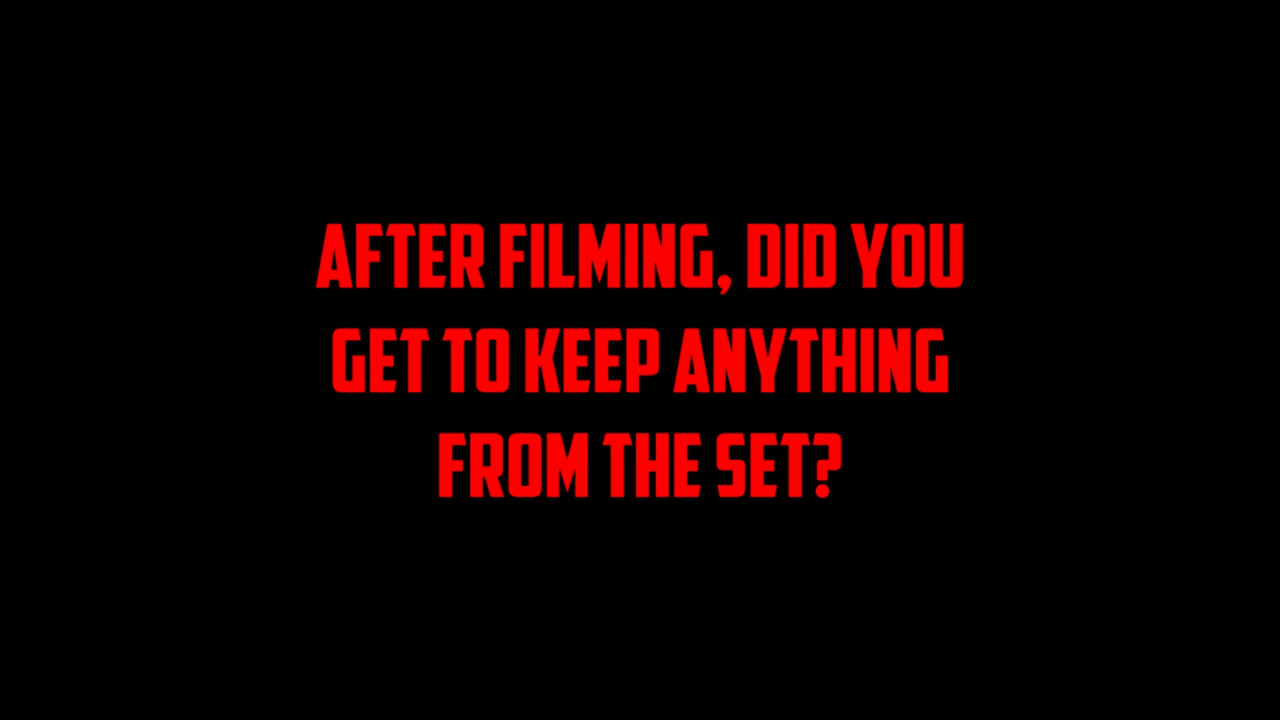 AFTER FILMING, DID YOU
GET TO KEEP ANYTHING
FROM THE SET?